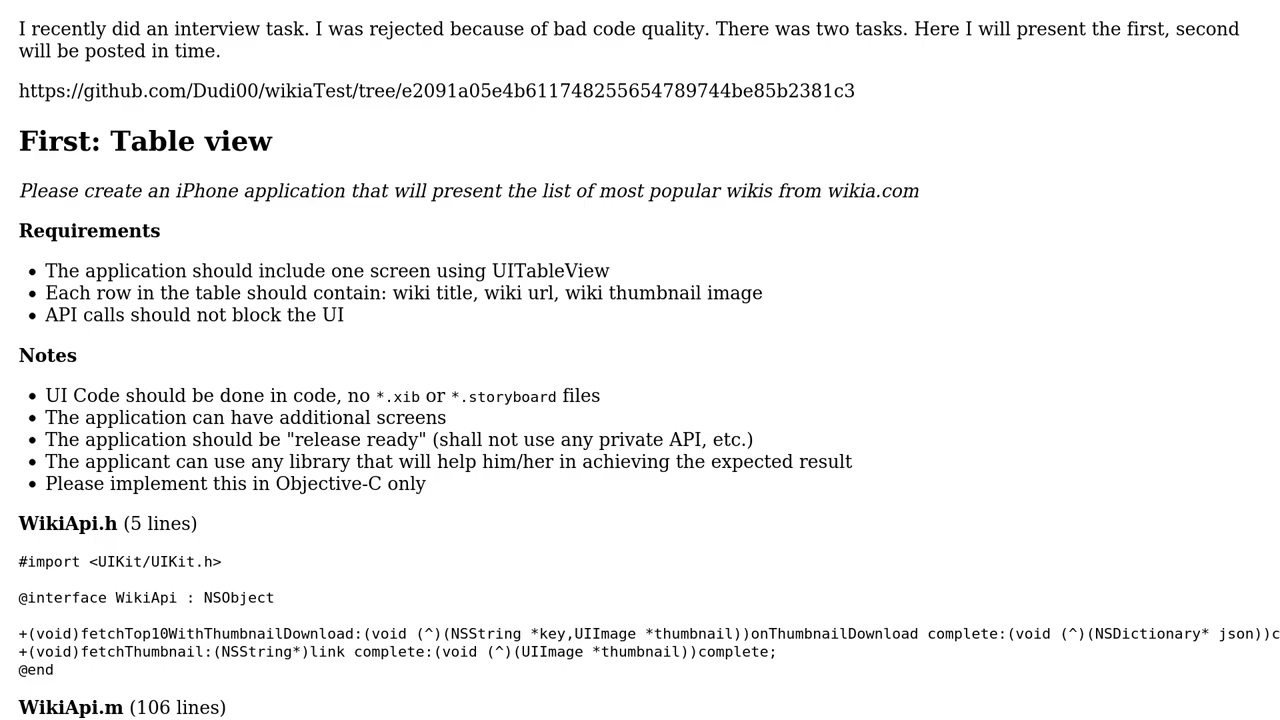 I recently did an interview task. I was rejected because of bad code quality. There was two tasks. Here I will present the first, second
will be posted in time.
https://github.com/Dudi00/wikiaTest/tree/e2091a05e4b611748255654789744be85b2381c3
First: Table view
Please create an iPhone application that will present the list of most popular wikis from wikia.com
Requirements
• The application should include one screen using UITableView
• Each row in the table should contain: wiki title, wiki url, wiki thumbnail image
• API calls should not block the UI
Notes
• UI Code should be done in code, no *.xib or *.storyboard files
• The application can have additional screens
• The application should be "release ready" (shall not use any private API, etc.)
• The applicant can use any library that will help him/her in achieving the expected result
• Please implement this in Objective-C only
WikiApi.h (5 lines)
#import <UIKit/UIKit.h>
@interface WikiApi : NSObject
+(void)fetchTop10WithThumbnailDownload:(void (^)(NSString *key,UIImage *thumbnail))onThumbnailDownload complete:(void (^)(NSDictionary* json))c
+(void)fetchThumbnail:(NSString*)link complete:(void (^)(UIImage *thumbnail))complete;
@end
WikiApi.m (106 lines)